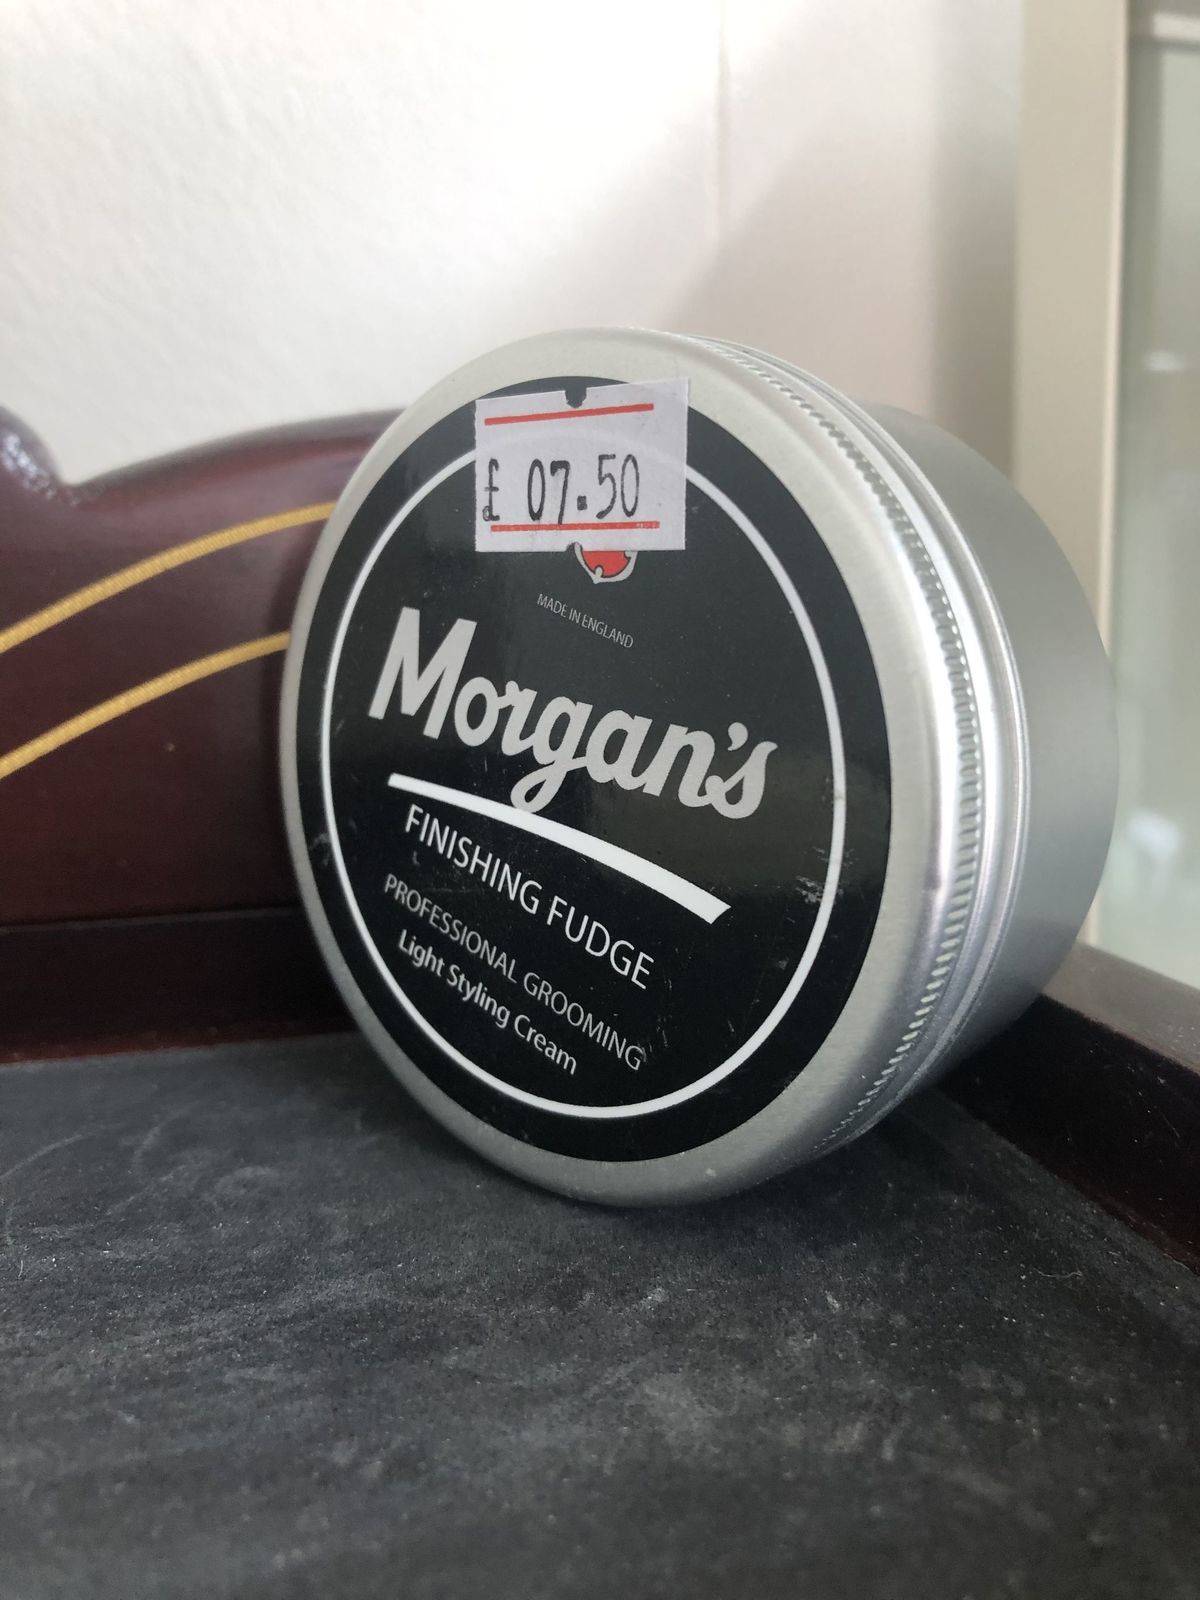 £ 07.50
MADE IN ENGLAND
Morgan's
FINISHING FUDGE
PROFESSIONAL GROOMING
Light Styling Cream